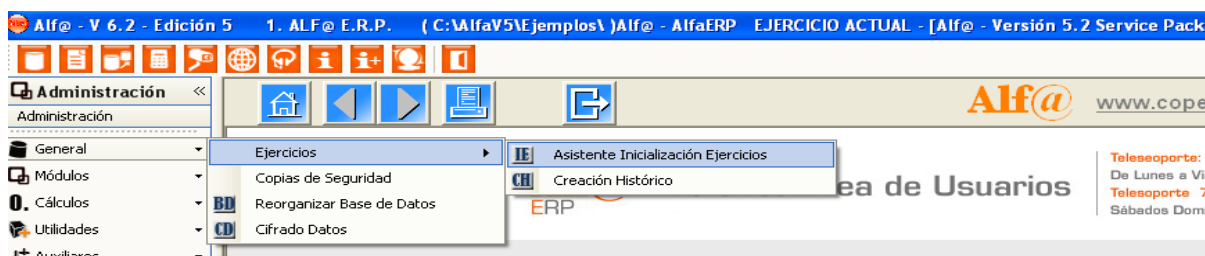 Alf@ - V 6.2 - Edición 5 1. ALF@ E.R.P. ( C:\AlfaV5\Ejemplos\ )Alf@ - AlfaERP EJERCICIO ACTUAL - [Alf@ - Versión 5.2 Service Pack
Administración «
Alf@ www.cope
Administración
General Ejercicios IE Asistente Inicialización Ejercicios
Teleseoporte:
Módulos Copias de Seguridad CH Creación Histórico
De Lunes a Vi
ea de Usuarios
Telesoporte 7
Cálculos BD Reorganizar Base de Datos
ERP
Sábados Dom
Utilidades CD Cifrado Datos
Auxiliares